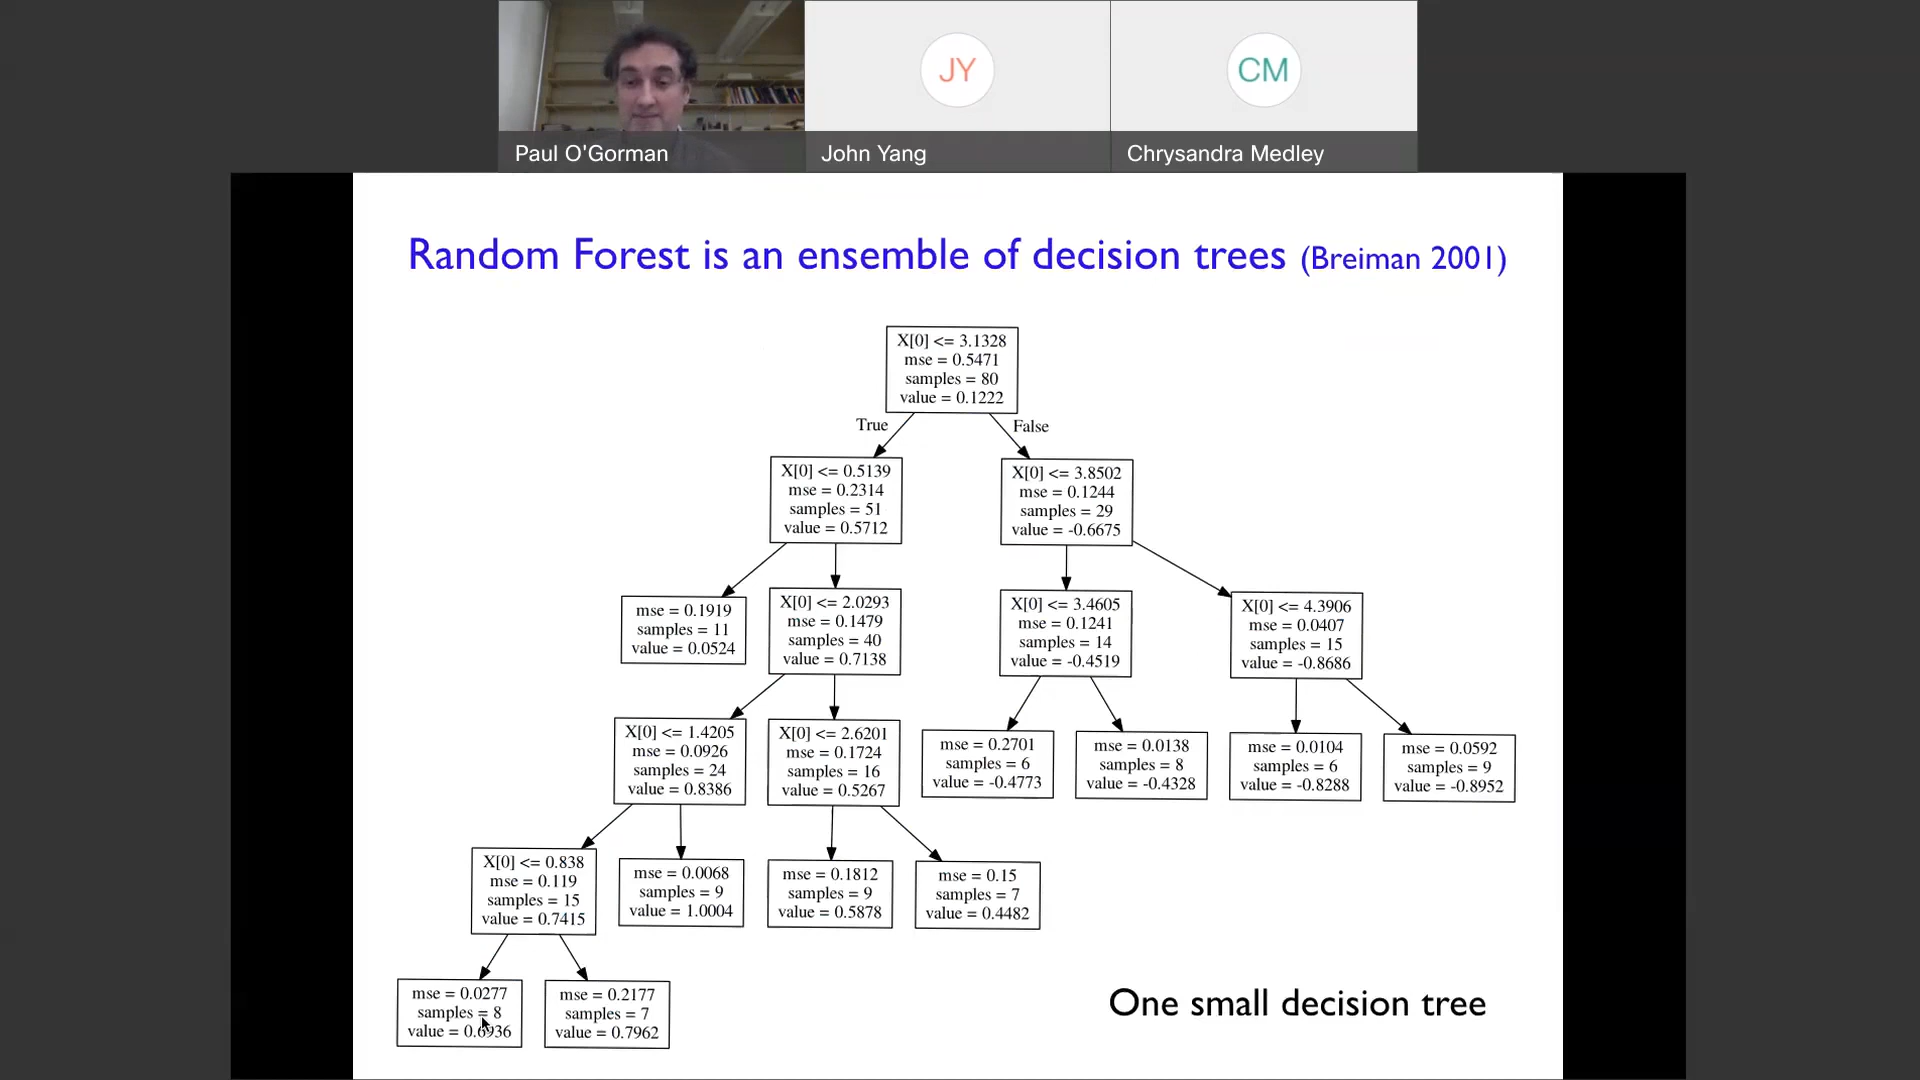 JY
CM
Paul O'Gorman
John Yang
Chrysandra Medley
Random Forest is an ensemble of decision trees (Breiman 2001)
X[0] <= 3.1328
mse = 0.5471
samples = 80
value = 0.1222
True
False
X[0] <= 0.5139
mse = 0.2314
samples = 51
value = 0.5712
X[0] <= 3.8502
mse = 0.1244
samples = 29
value = -0.6675
mse = 0.1919
samples = 11
value = 0.0524
X[0] <= 2.0293
mse = 0.1479
samples = 40
value = 0.7138
X[0] <= 3.4605
mse = 0.1241
samples = 14
value = -0.4519
X[0] <= 4.3906
mse = 0.0407
samples = 15
value = -0.8686
X[0] <= 1.4205
mse = 0.0926
samples = 24
value = 0.8386
X[0] <= 2.6201
mse = 0.1724
samples = 16
value = 0.5267
mse = 0.2701
samples = 6
value = -0.4773
mse = 0.0138
samples = 8
value = -0.4328
mse = 0.0104
samples = 6
value = -0.8288
mse = 0.0592
samples = 9
value = -0.8952
X[0] <= 0.838
mse = 0.119
samples = 15
value = 0.7415
mse = 0.0068
samples = 9
value = 1.0004
mse = 0.1812
samples = 9
value = 0.5878
mse = 0.15
samples = 7
value = 0.4482
mse = 0.0277
samples = 8
value = 0.6936
mse = 0.2177
samples = 7
value = 0.7962
One small decision tree